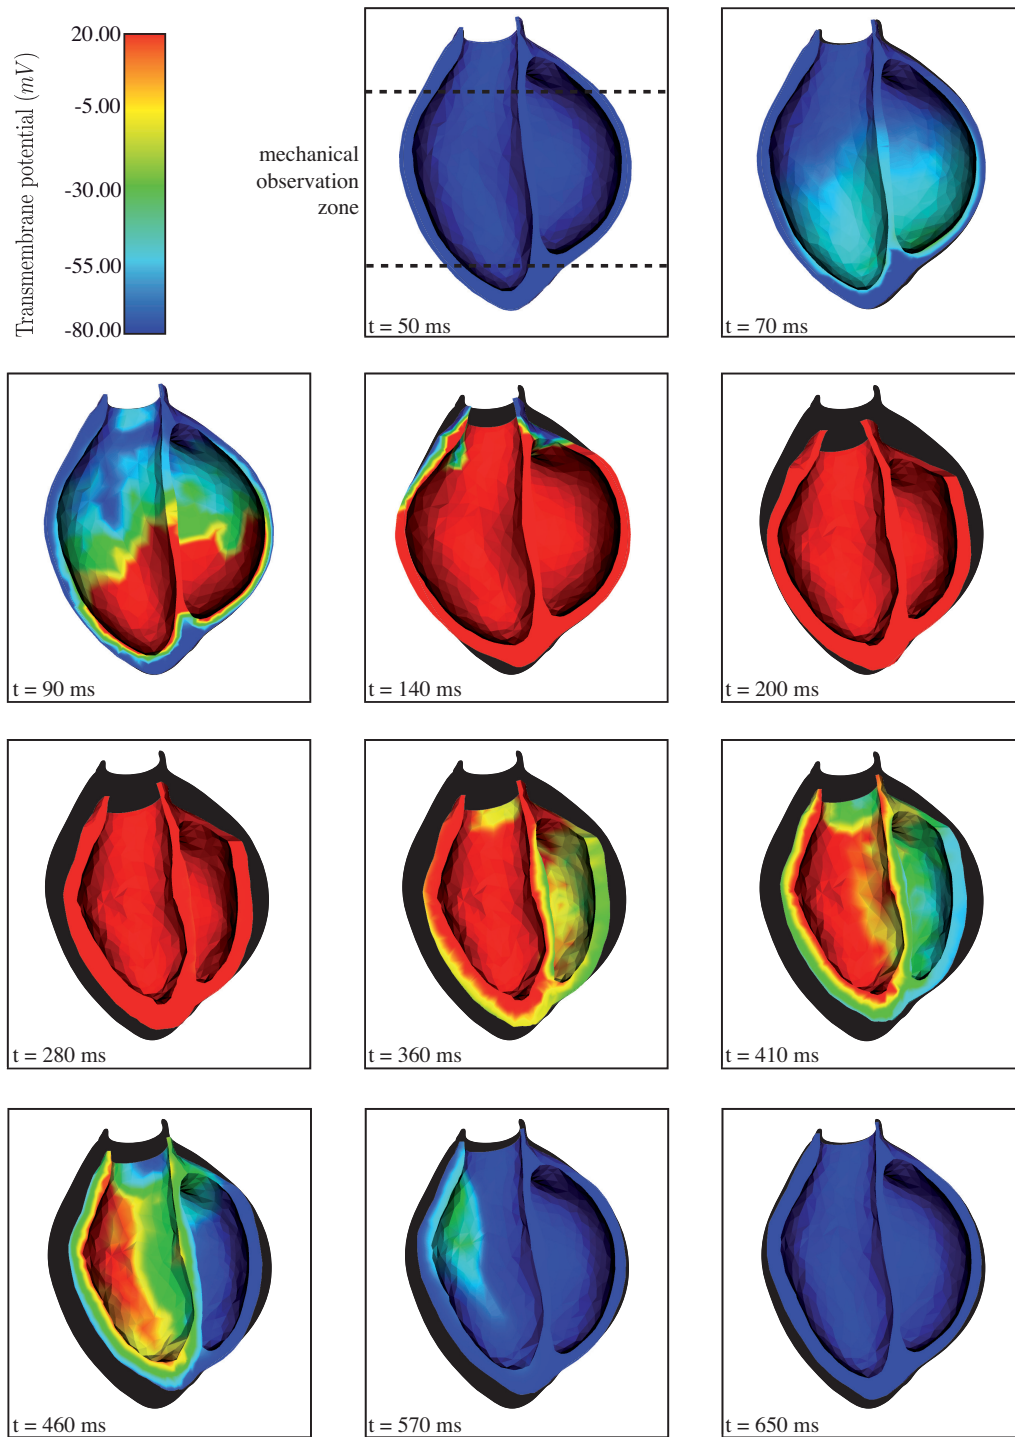 Transmembrane potential (mV)
20.00
-5.00
-30.00
-55.00
-80.00
mechanical
observation
zone
t = 50 ms
t = 70 ms
t = 90 ms
t = 140 ms
t = 200 ms
t = 280 ms
t = 360 ms
t = 410 ms
t = 460 ms
t = 570 ms
t = 650 ms